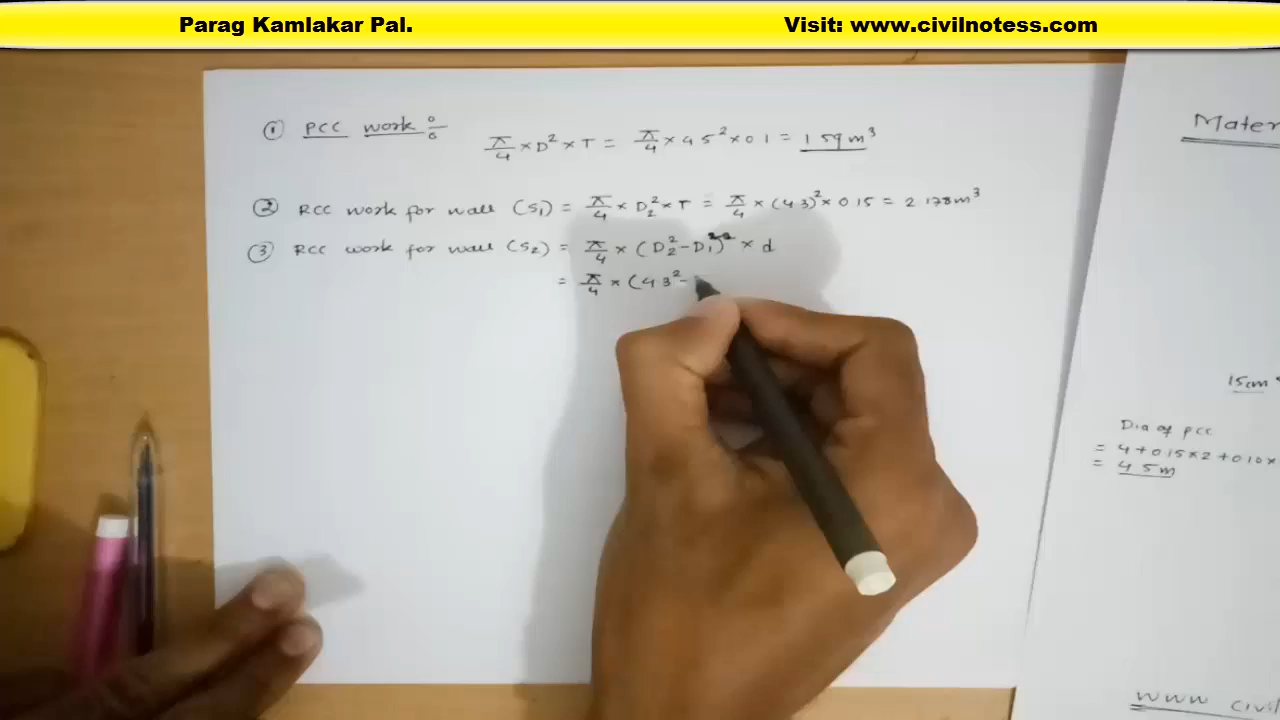 Parag Kamlakar Pal.
Visit: www.civilnotess.com
① PCC work :
π/4 × D² × T = π/4 × 4.5² × 0.1 = 1.59 m³
② RCC work for wall (S₁) = π/4 × D₂² × T = π/4 × (4.3)² × 0.15 = 2.178 m³
③ RCC work for wall (S₂) = π/4 × (D₂² - D₁²) × d
= π/4 × (4.3² -
Mater
15cm
Dia of PCC
= 4 + 0.15 × 2 + 0.10 ×
= 4.5m
www civil